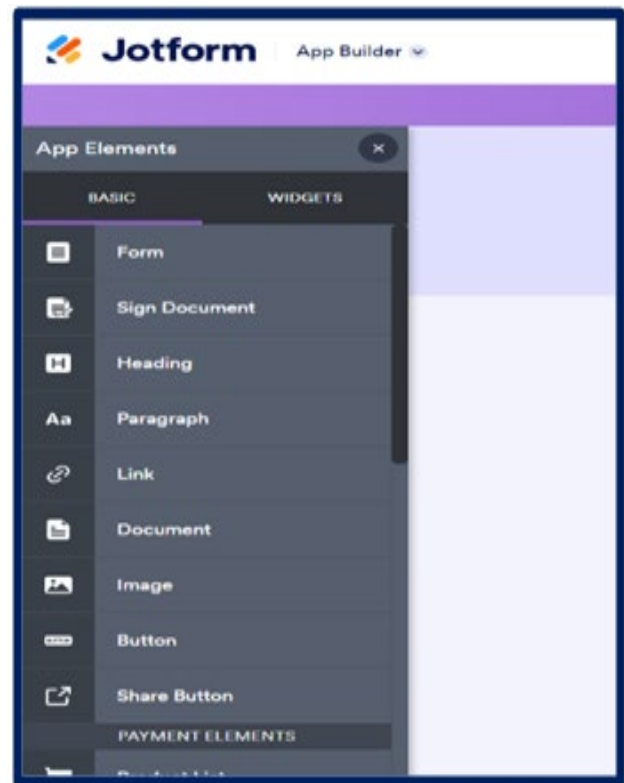 Jotform App Builder
App Elements
BASIC WIDGETS
Form
Sign Document
Heading
Aa Paragraph
Link
Document
Image
Button
Share Button
PAYMENT ELEMENTS